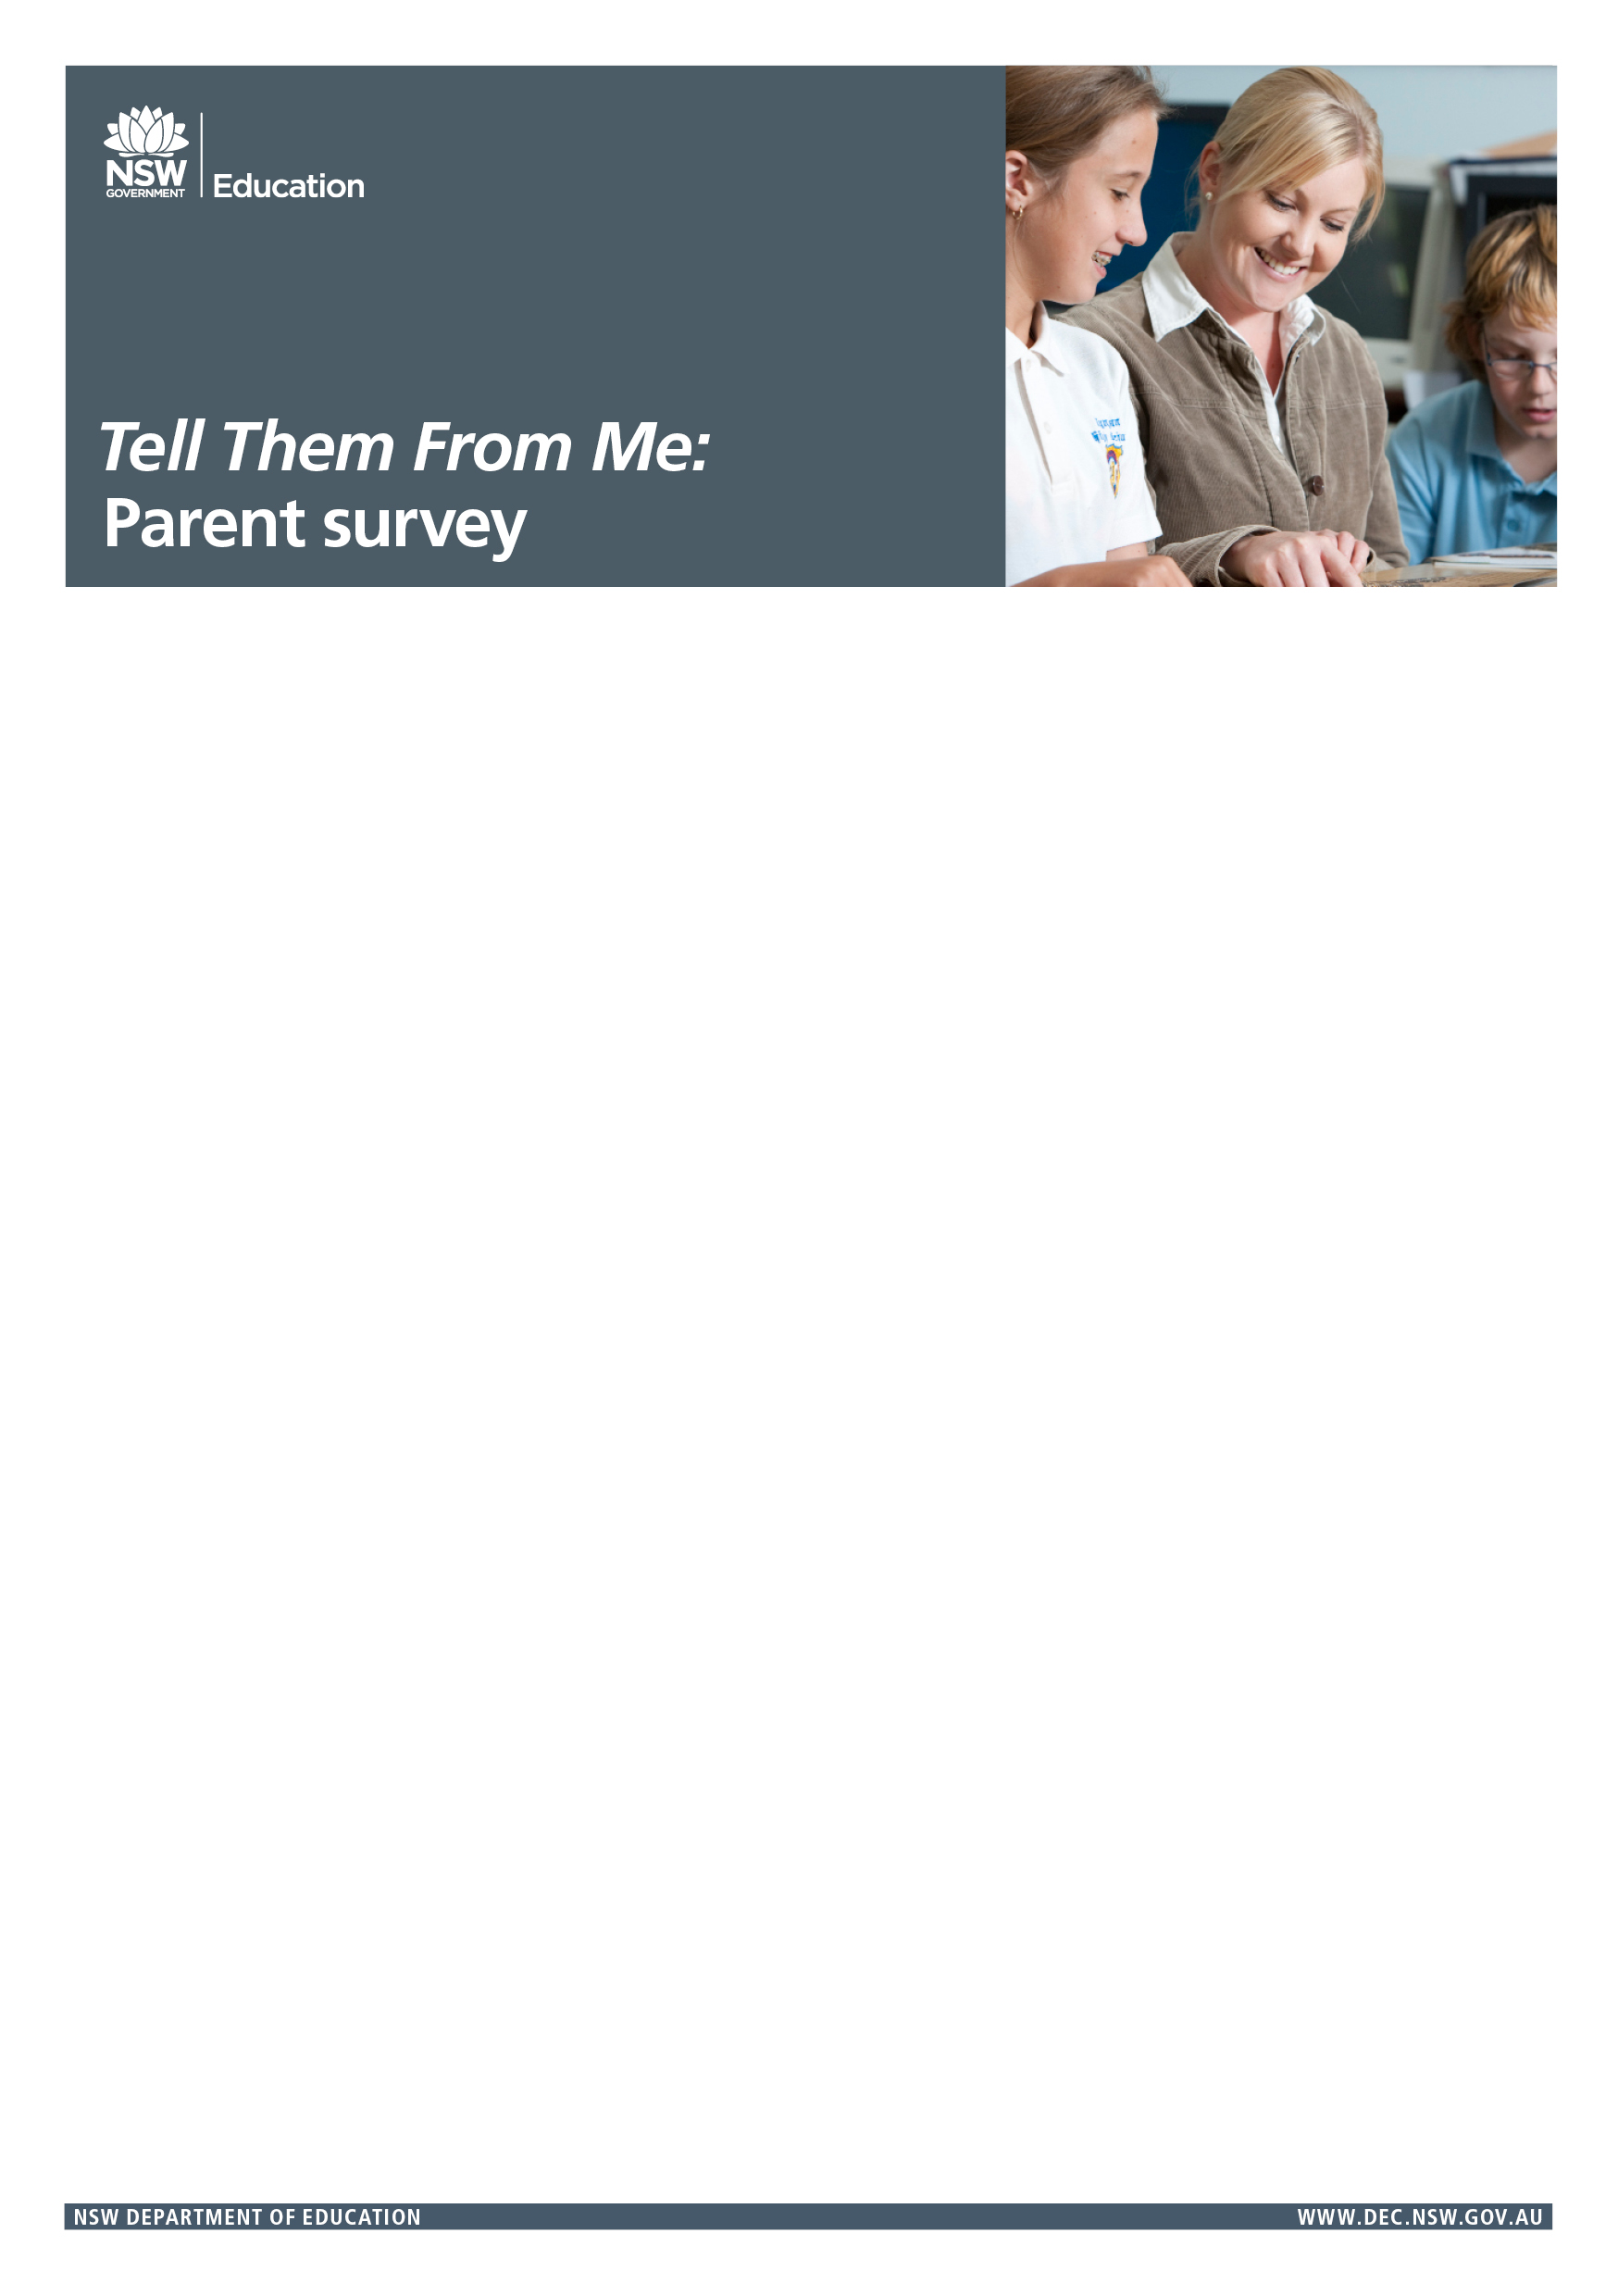 NSW
GOVERNMENT
Education
Tell Them From Me:
Parent survey
NSW DEPARTMENT OF EDUCATION
WWW.DEC.NSW.GOV.AU